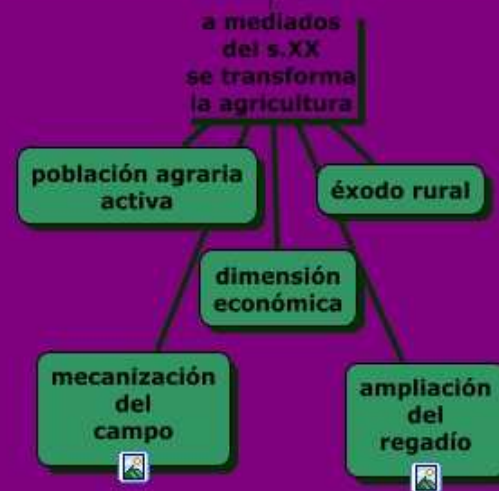 a mediados
del s.XX
se transforma
la agricultura
población agraria
activa
éxodo rural
dimensión
económica
mecanización
del
campo
ampliación
del
regadío